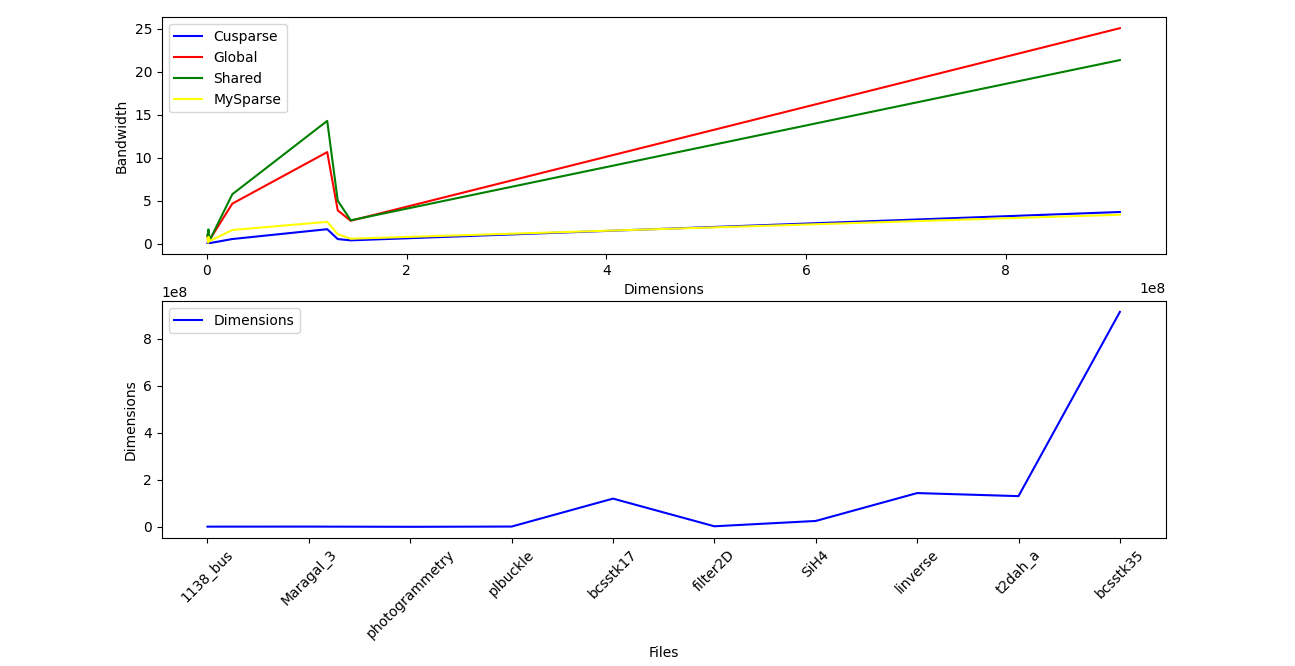 25
20
15
10
5
0
Bandwidth
Cusparse
Global
Shared
MySparse
0 2 4 6 8
Dimensions
1e8
1e8
8
6
4
2
0
Dimensions
Dimensions
1138_bus
Maragal_3
photogrammetry
plbuckle
bcsstk17
filter2D
SiH4
linverse
t2dah_a
bcsstk35
Files